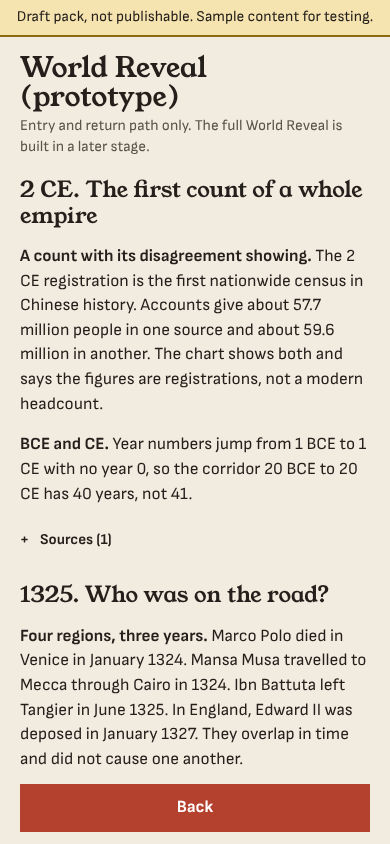 Draft pack, not publishable. Sample content for testing.
World Reveal
(prototype)
Entry and return path only. The full World Reveal is
built in a later stage.
2 CE. The first count of a whole
empire
A count with its disagreement showing. The 2
CE registration is the first nationwide census in
Chinese history. Accounts give about 57.7
million people in one source and about 59.6
million in another. The chart shows both and
says the figures are registrations, not a modern
headcount.
BCE and CE. Year numbers jump from 1 BCE to 1
CE with no year 0, so the corridor 20 BCE to 20
CE has 40 years, not 41.
+ Sources (1)
1325. Who was on the road?
Four regions, three years. Marco Polo died in
Venice in January 1324. Mansa Musa travelled to
Mecca through Cairo in 1324. Ibn Battuta left
Tangier in June 1325. In England, Edward II was
deposed in January 1327. They overlap in time
and did not cause one another.
Back